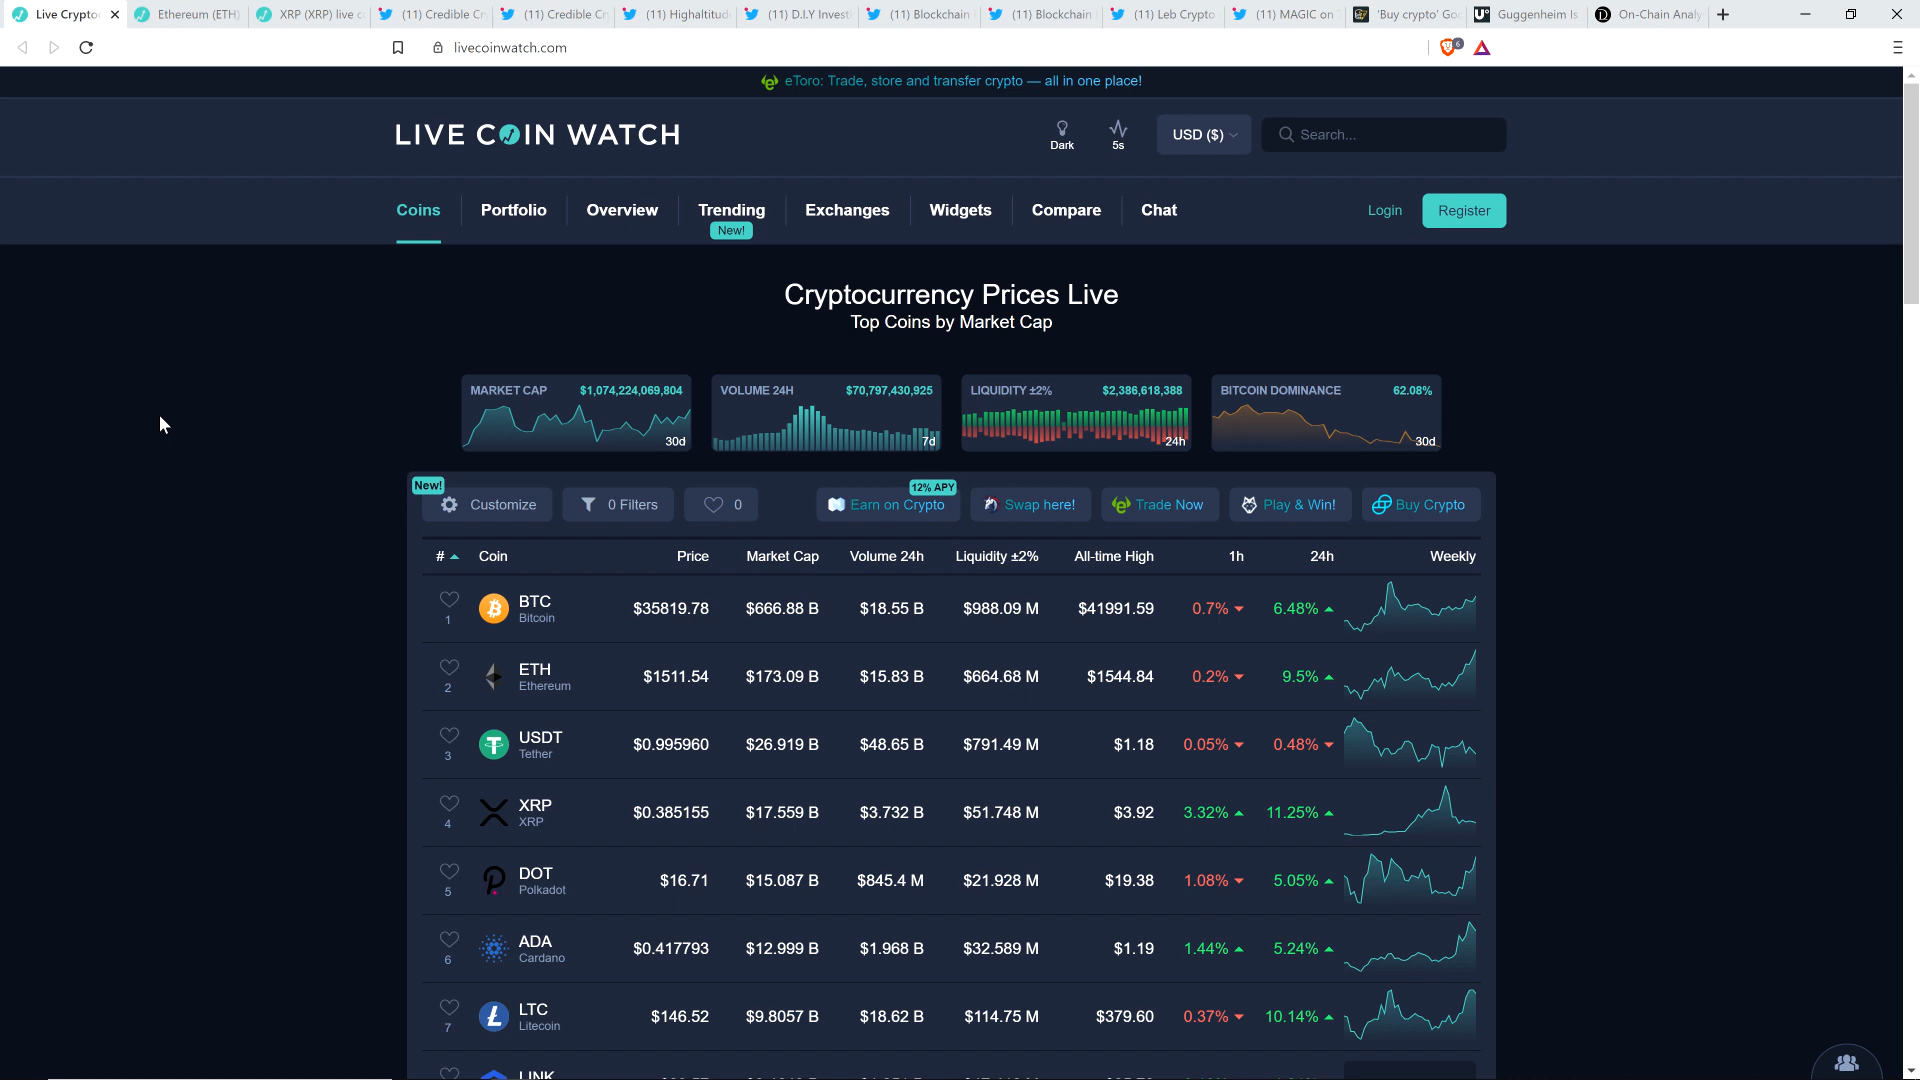 Live Crypto
Ethereum (ETH)
XRP (XRP) live co
(11) Credible Cr
(11) Credible Cr
(11) Highaltitud
(11) D.I.Y Invest
(11) Blockchain
(11) Blockchain
(11) Leb Crypto
(11) MAGIC on
'Buy crypto' Goo
Guggenheim Is
On-Chain Analy
livecoinwatch.com
6
eToro: Trade, store and transfer crypto — all in one place!
LIVE COIN WATCH
Dark
5s
USD ($)
Search...
Coins
Portfolio
Overview
Trending
New!
Exchanges
Widgets
Compare
Chat
Login
Register
Cryptocurrency Prices Live
Top Coins by Market Cap
MARKET CAP $1,074,224,069,804
30d
VOLUME 24H $70,797,430,925
7d
LIQUIDITY ±2% $2,386,618,388
24h
BITCOIN DOMINANCE 62.08%
30d
New!
Customize
0 Filters
0
12% APY
Earn on Crypto
Swap here!
Trade Now
Play & Win!
Buy Crypto
# Coin Price Market Cap Volume 24h Liquidity ±2% All-time High 1h 24h Weekly
1 BTC Bitcoin $35819.78 $666.88 B $18.55 B $988.09 M $41991.59 0.7% 6.48%
2 ETH Ethereum $1511.54 $173.09 B $15.83 B $664.68 M $1544.84 0.2% 9.5%
3 USDT Tether $0.995960 $26.919 B $48.65 B $791.49 M $1.18 0.05% 0.48%
4 XRP XRP $0.385155 $17.559 B $3.732 B $51.748 M $3.92 3.32% 11.25%
5 DOT Polkadot $16.71 $15.087 B $845.4 M $21.928 M $19.38 1.08% 5.05%
6 ADA Cardano $0.417793 $12.999 B $1.968 B $32.589 M $1.19 1.44% 5.24%
7 LTC Litecoin $146.52 $9.8057 B $18.62 B $114.75 M $379.60 0.37% 10.14%
LINK